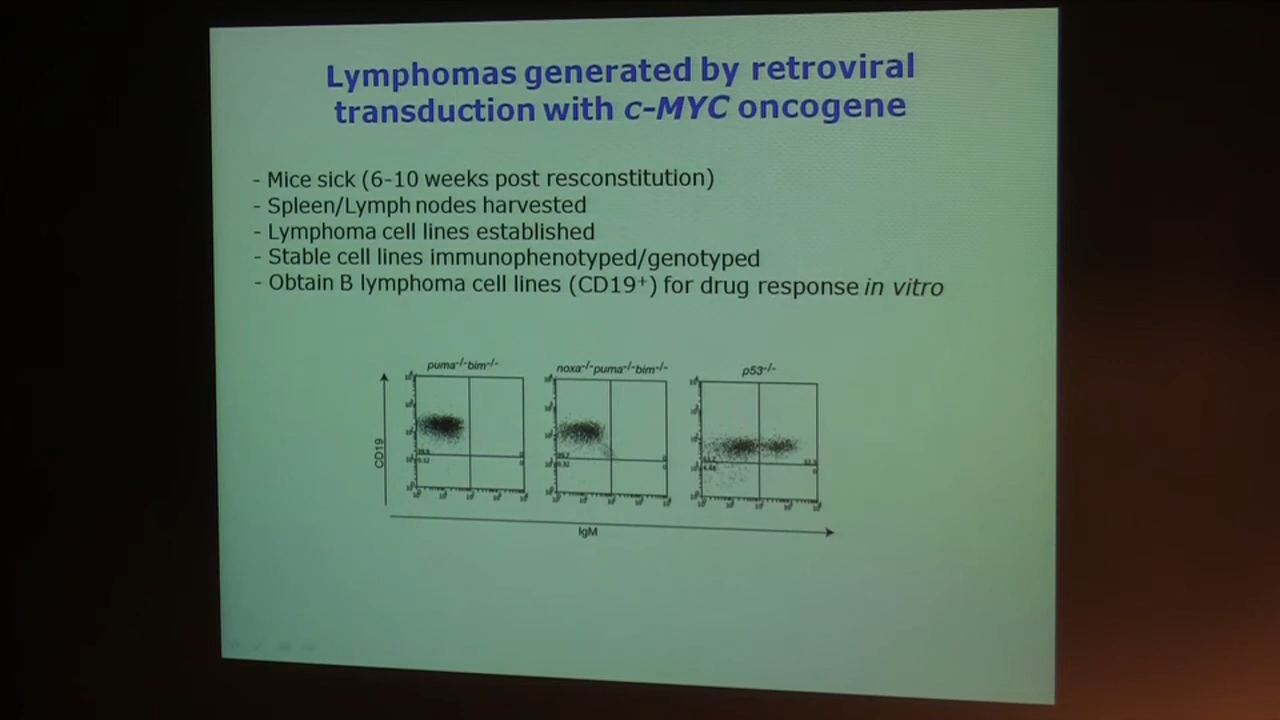 Lymphomas generated by retroviral
transduction with c-MYC oncogene
- Mice sick (6-10 weeks post resconstitution)
- Spleen/Lymph nodes harvested
- Lymphoma cell lines established
- Stable cell lines immunophenotyped/genotyped
- Obtain B lymphoma cell lines (CD19⁺) for drug response in vitro
puma⁻/⁻bim⁻/⁻
noxa⁻/⁻puma⁻/⁻bim⁻/⁻
p53⁻/⁻
CD19
IgM